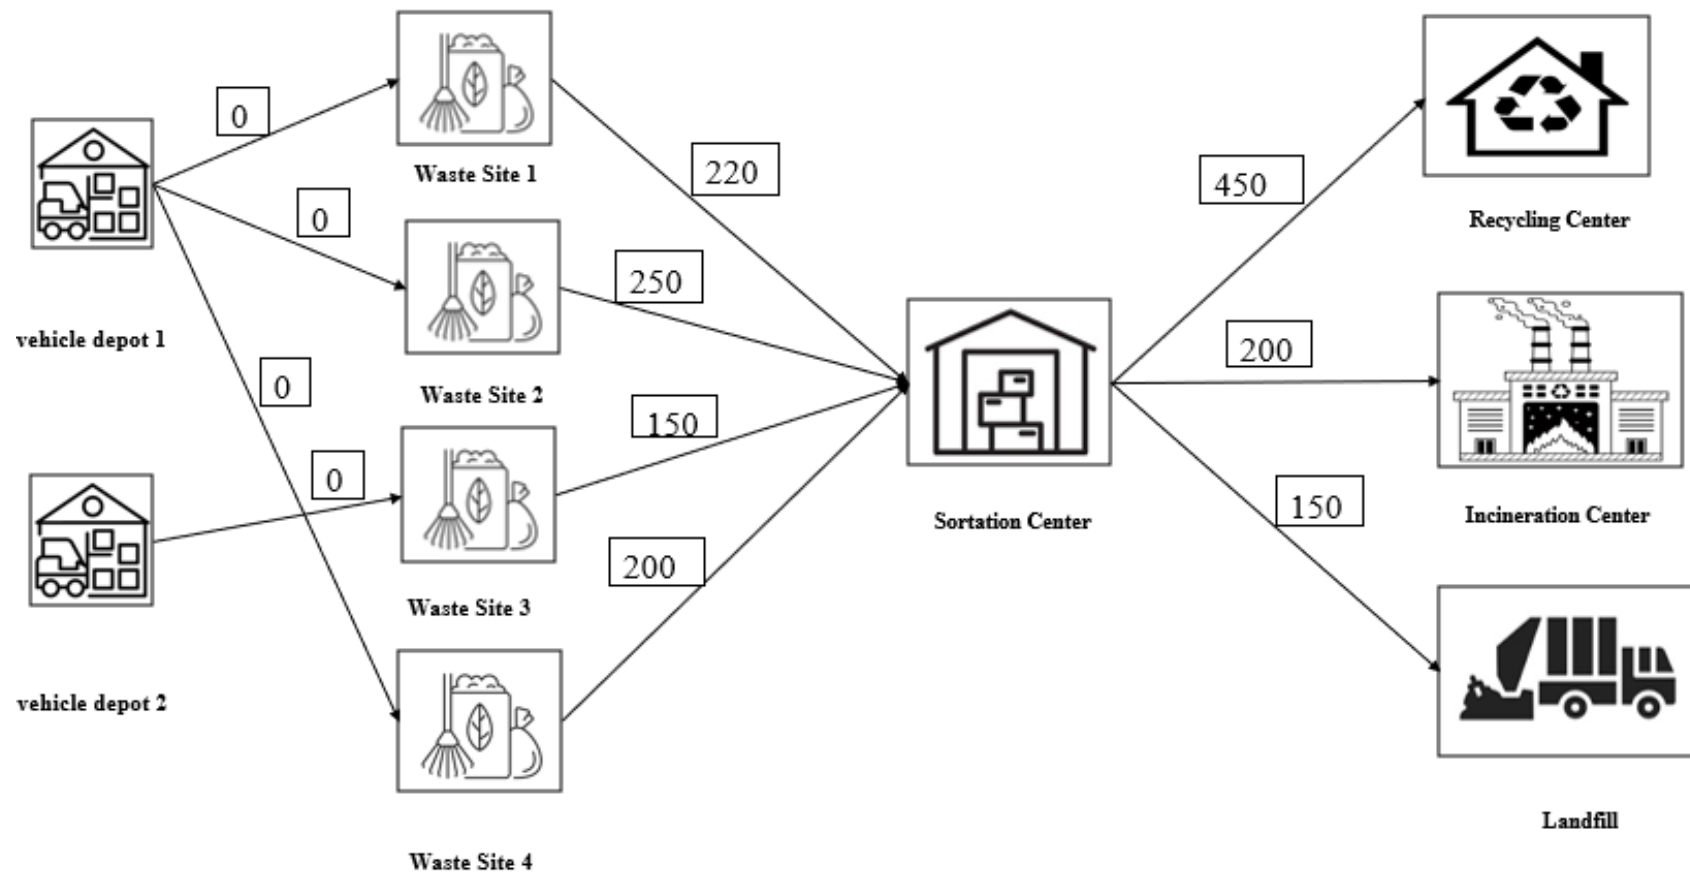 0
Waste Site 1
220
450
Recycling Center
0
250
vehicle depot 1
0
Waste Site 2
200
150
Sortation Center
Incineration Center
0
150
Waste Site 3
200
vehicle depot 2
Waste Site 4
Landfill